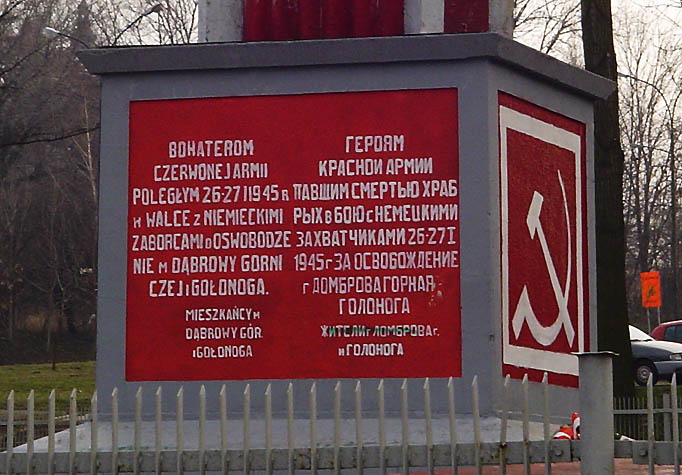 BOHATEROM
CZERWONEJ ARMII
POLEGŁYM 26-27 I 1945 R
W WALCE Z NIEMIECKIMI
ZABORCAMI O OSWOBODZE
NIE M DĄBROWY GÓRNI
CZEJ I GOŁONOGA.
MIESZKAŃCY M
DĄBROWY GÓR.
I GOŁONOGA
ГЕРОЯМ
КРАСНОЙ АРМИИ
ПАВШИМ СМЕРТЬЮ ХРАБ
РЫХ В БОЮ С НЕМЕЦКИМИ
ЗАХВАТЧИКАМИ 26-27 I
1945 г ЗА ОСВОБОЖДЕНИЕ
г ДОМБРОВА ГОРНАЯ
ГОЛОНОГА
ЖИТЕЛИ г ДОМБРОВА г.
и ГОЛОНОГА